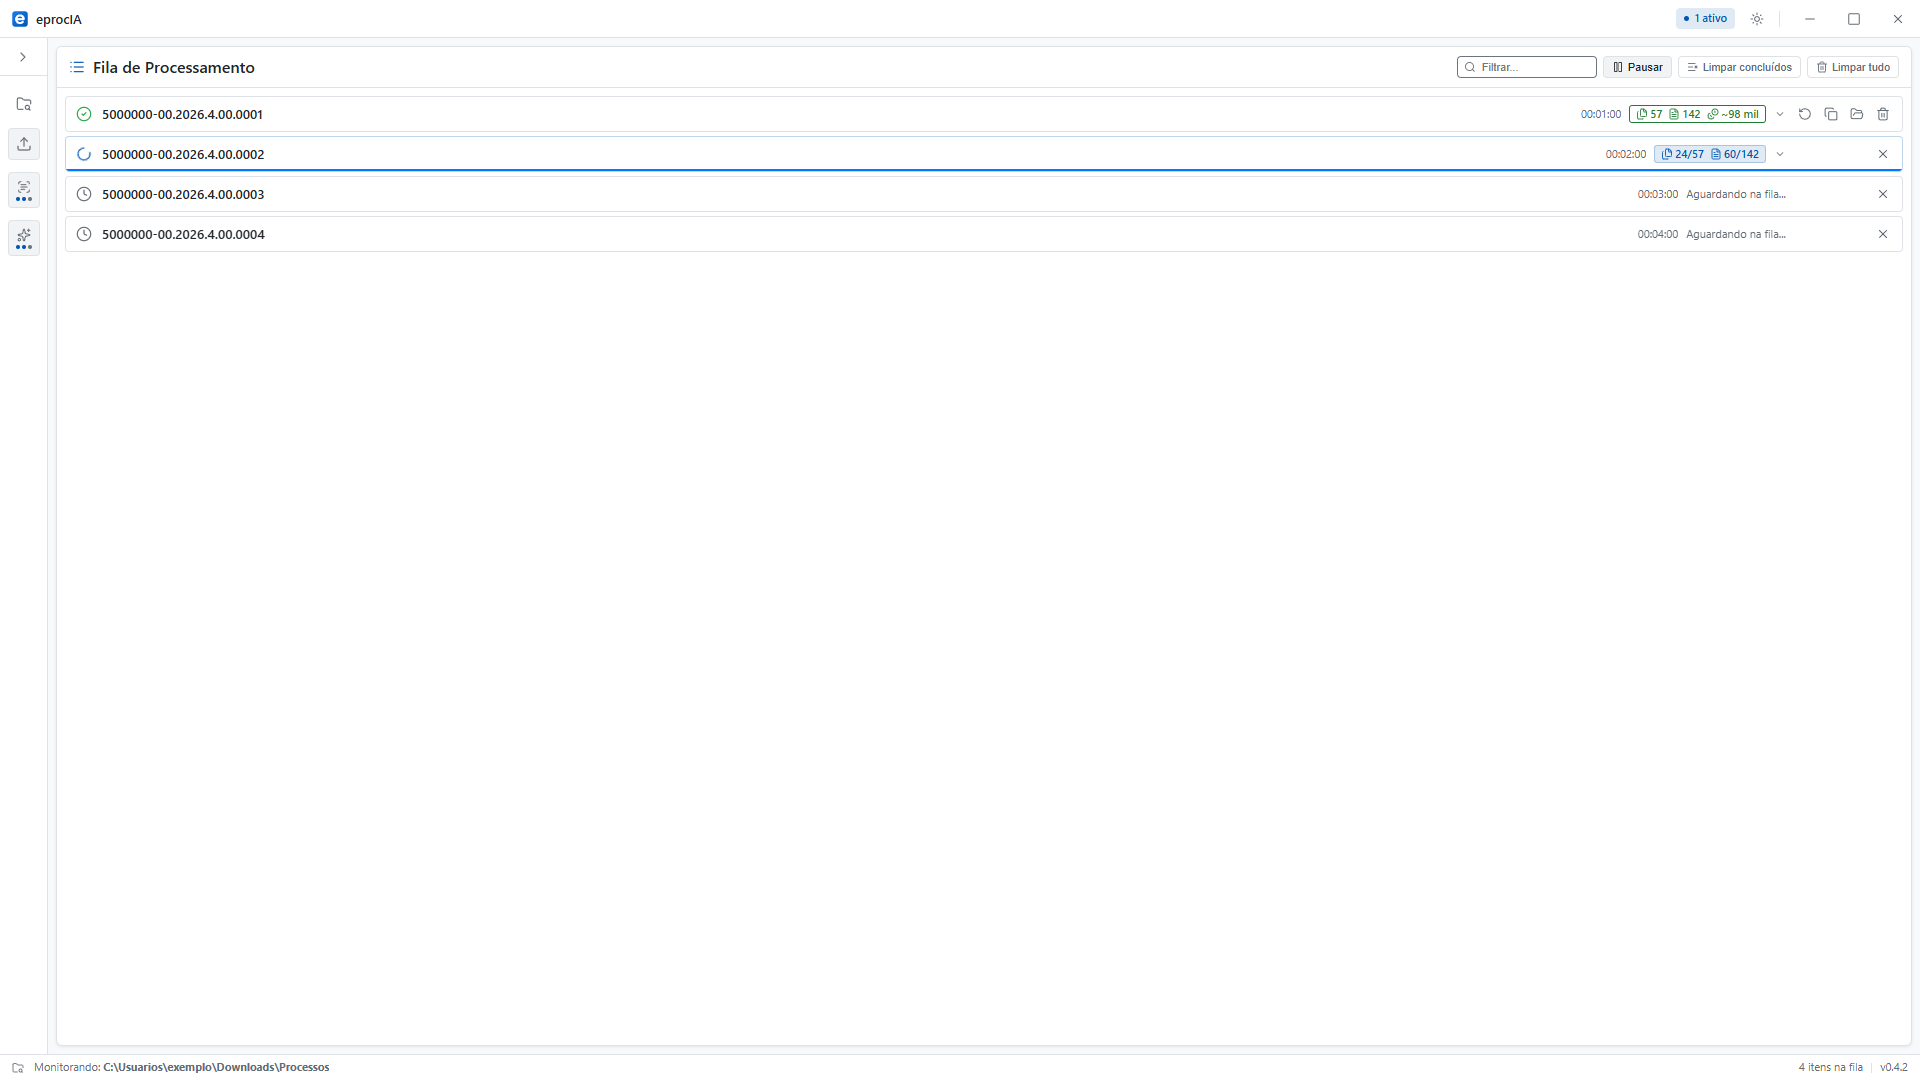 eprocIA
1 ativo
Fila de Processamento
Filtrar...
Pausar
Limpar concluídos
Limpar tudo
5000000-00.2026.4.00.0001
00:01:00
57
142
~98 mil
5000000-00.2026.4.00.0002
00:02:00
24/57
60/142
5000000-00.2026.4.00.0003
00:03:00
Aguardando na fila...
5000000-00.2026.4.00.0004
00:04:00
Aguardando na fila...
Monitorando: C:\Usuarios\exemplo\Downloads\Processos
4 itens na fila
v0.4.2